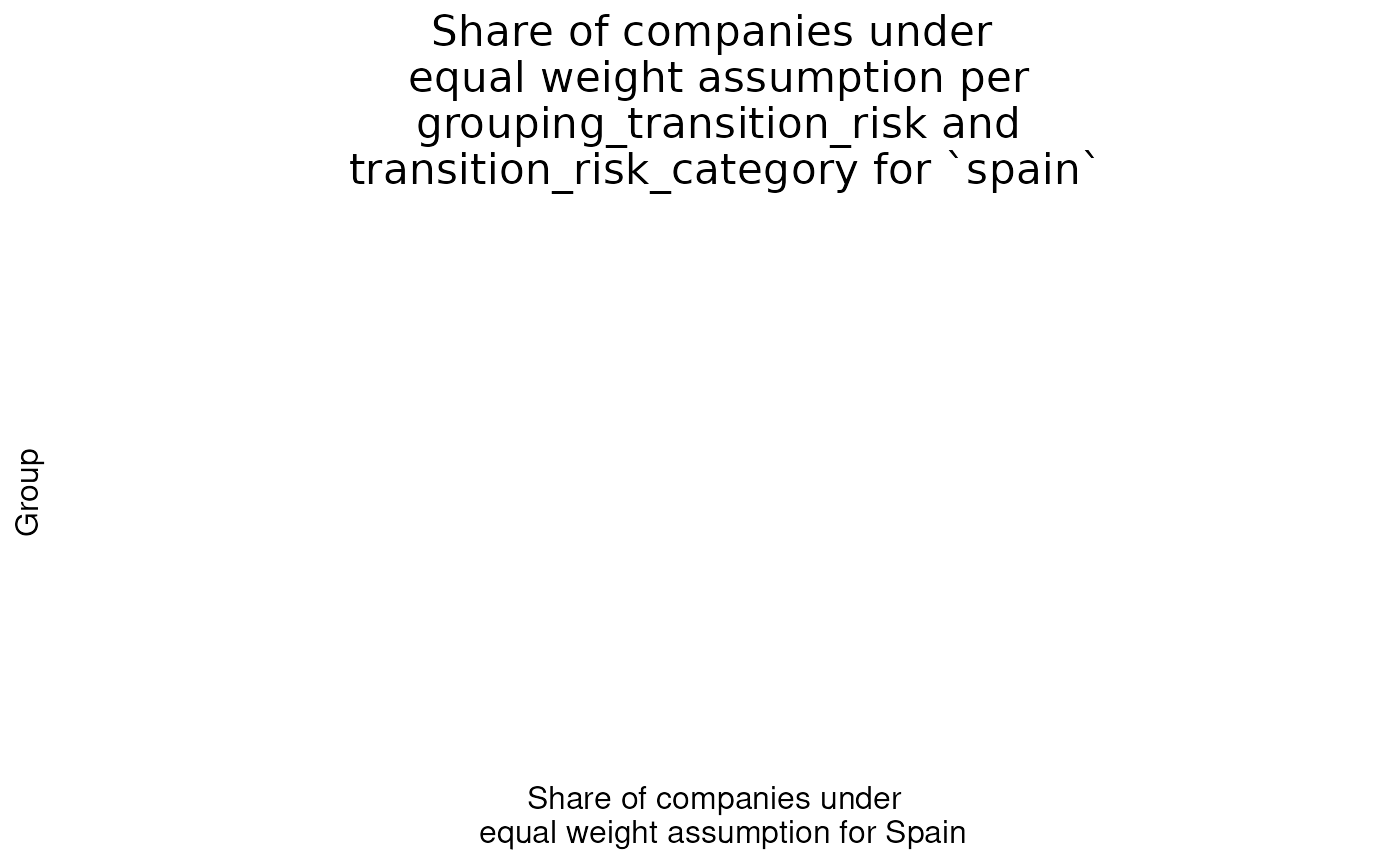 Share of companies under
equal weight assumption per
grouping_transition_risk and
transition_risk_category for `spain`
Group
Share of companies under
equal weight assumption for Spain